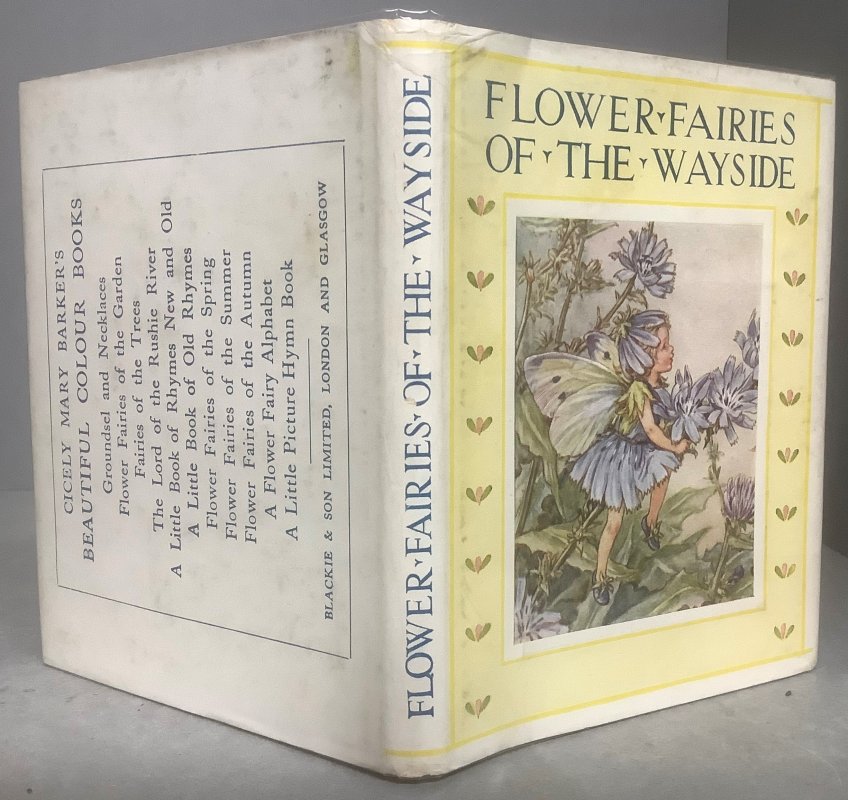 CICELY MARY BARKER'S
BEAUTIFUL COLOUR BOOKS
Groundsel and Necklaces
Flower Fairies of the Garden
Fairies of the Trees
The Lord of the Rushie River
A Little Book of Rhymes New and Old
A Little Book of Old Rhymes
Flower Fairies of the Spring
Flower Fairies of the Summer
Flower Fairies of the Autumn
A Flower Fairy Alphabet
A Little Picture Hymn Book
BLACKIE & SON LIMITED, LONDON AND GLASGOW
FLOWER FAIRIES OF THE WAYSIDE
FLOWER FAIRIES
OF THE WAYSIDE